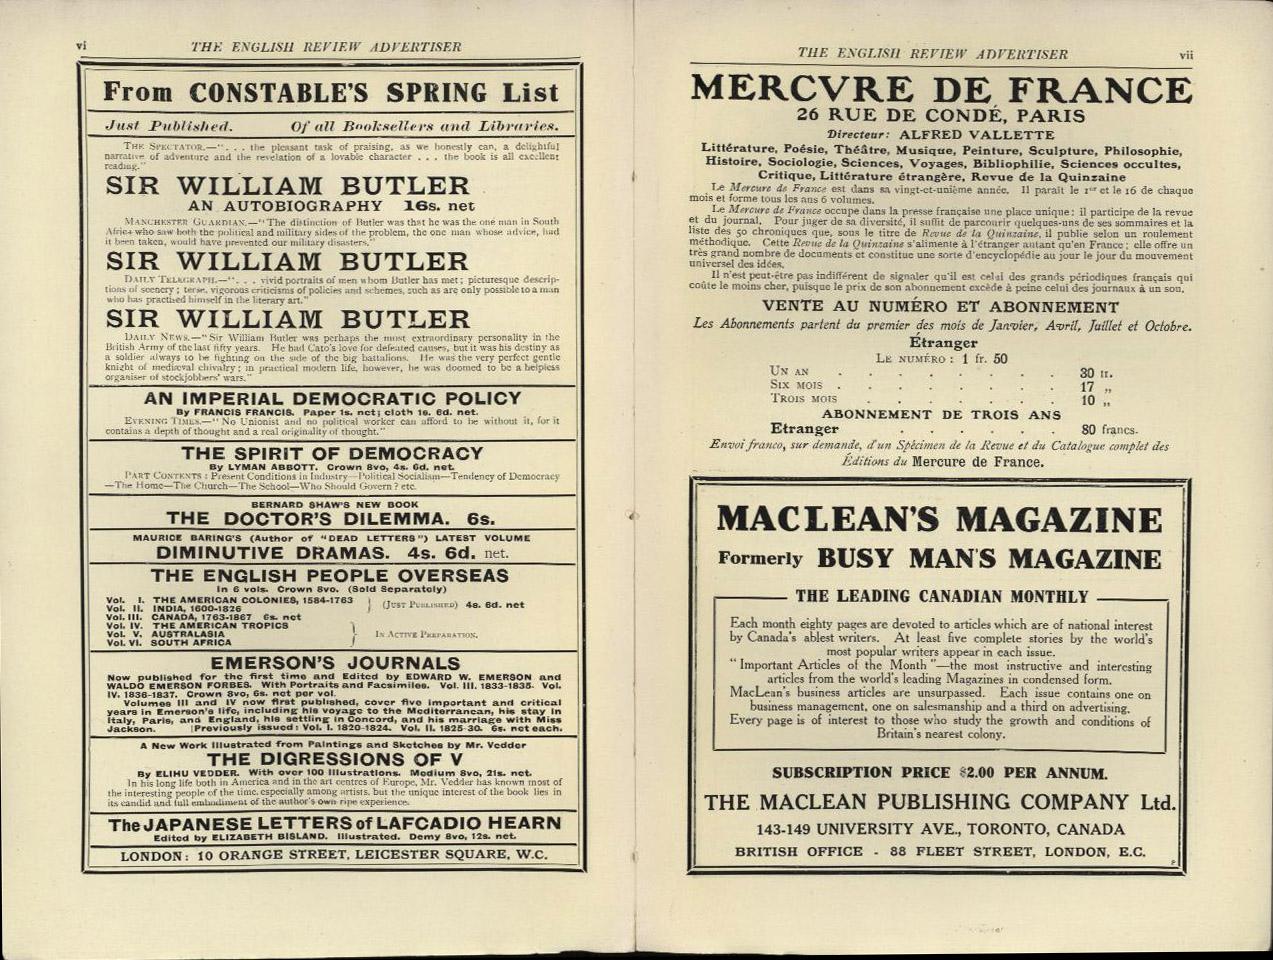 vi
THE ENGLISH REVIEW ADVERTISER
From CONSTABLE'S SPRING List
Just Published. Of all Booksellers and Libraries.
THE SPECTATOR.—". . . the pleasant task of praising, as we honestly can, a delightful
narrative of adventure and the revelation of a lovable character . . . the book is all excellent
reading."
SIR WILLIAM BUTLER
AN AUTOBIOGRAPHY 16s. net
MANCHESTER GUARDIAN.—"The distinction of Butler was that he was the one man in South
Africa who saw both the political and military sides of the problem, the one man whose advice, had
it been taken, would have prevented our military disasters."
SIR WILLIAM BUTLER
DAILY TELEGRAPH.—". . . vivid portraits of men whom Butler has met; picturesque descrip-
tions of scenery; terse, vigorous criticisms of policies and schemes, such as are only possible to a man
who has practised himself in the literary art."
SIR WILLIAM BUTLER
DAILY NEWS.—"Sir William Butler was perhaps the most extraordinary personality in the
British Army of the last fifty years. He had Cato's love for defeated causes, but it was his destiny as
a soldier always to be fighting on the side of the big battalions. He was the very perfect gentle
knight of mediæval chivalry; in practical modern life, however, he was doomed to be a helpless
organiser of stockjobbers' wars."
AN IMPERIAL DEMOCRATIC POLICY
By FRANCIS FRANCIS. Paper 1s. net; cloth 1s. 6d. net.
EVENING TIMES.—"No Unionist and no political worker can afford to be without it, for it
contains a depth of thought and a real originality of thought."
THE SPIRIT OF DEMOCRACY
By LYMAN ABBOTT. Crown 8vo, 4s. 6d. net.
PART CONTENTS: Present Conditions in Industry—Political Socialism—Tendency of Democracy
—The Home—The Church—The School—Who Should Govern? etc.
BERNARD SHAW'S NEW BOOK
THE DOCTOR'S DILEMMA. 6s.
MAURICE BARING'S (Author of "DEAD LETTERS") LATEST VOLUME
DIMINUTIVE DRAMAS. 4s. 6d. net.
THE ENGLISH PEOPLE OVERSEAS
In 6 vols. Crown 8vo. (Sold Separately)
Vol. I. THE AMERICAN COLONIES, 1584-1763
Vol. II. INDIA, 1600-1826 (JUST PUBLISHED) 4s. 6d. net
Vol. III. CANADA, 1763-1867 6s. net
Vol. IV. THE AMERICAN TROPICS
Vol. V. AUSTRALASIA IN ACTIVE PREPARATION.
Vol. VI. SOUTH AFRICA
EMERSON'S JOURNALS
Now published for the first time and Edited by EDWARD W. EMERSON and
WALDO EMERSON FORBES. With Portraits and Facsimiles. Vol. III. 1833-1835. Vol.
IV. 1836-1837. Crown 8vo, 6s. net per vol.
Volumes III and IV now first published, cover five important and critical
years in Emerson's life, including his voyage to the Mediterranean, his stay in
Italy, Paris, and England, his settling in Concord, and his marriage with Miss
Jackson. [Previously issued: Vol. I. 1820-1824. Vol. II. 1825-30. 6s. net each.
A New Work Illustrated from Paintings and Sketches by Mr. Vedder
THE DIGRESSIONS OF V
By ELIHU VEDDER. With over 100 Illustrations. Medium 8vo, 21s. net.
In his long life both in America and in the art centres of Europe, Mr. Vedder has known most of
the interesting people of the time, especially among artists, but the unique interest of the book lies in
its candid and full embodiment of the author's own ripe experience.
The JAPANESE LETTERS of LAFCADIO HEARN
Edited by ELIZABETH BISLAND. Illustrated. Demy 8vo, 12s. net.
LONDON: 10 ORANGE STREET, LEICESTER SQUARE, W.C.
THE ENGLISH REVIEW ADVERTISER
vii
MERCVRE DE FRANCE
26 RUE DE CONDÉ, PARIS
Directeur: ALFRED VALLETTE
Littérature, Poésie, Théâtre, Musique, Peinture, Sculpture, Philosophie,
Histoire, Sociologie, Sciences, Voyages, Bibliophilie, Sciences occultes,
Critique, Littérature étrangère, Revue de la Quinzaine
Le Mercure de France est dans sa vingt-et-unième année. Il paraît le 1er et le 16 de chaque
mois et forme tous les ans 6 volumes.
Le Mercure de France occupe dans la presse française une place unique: il participe de la revue
et du journal. Pour juger de sa diversité, il suffit de parcourir quelques-uns de ses sommaires et la
liste des 50 chroniques que, sous le titre de Revue de la Quinzaine, il publie selon un roulement
méthodique. Cette Revue de la Quinzaine s'alimente à l'étranger autant qu'en France; elle offre un
très grand nombre de documents et constitue une sorte d'encyclopédie au jour le jour du mouvement
universel des idées.
Il n'est peut-être pas indifférent de signaler qu'il est celui des grands périodiques français qui
coûte le moins cher, puisque le prix de son abonnement excède à peine celui des journaux à un sou.
VENTE AU NUMÉRO ET ABONNEMENT
Les Abonnements partent du premier des mois de Janvier, Avril, Juillet et Octobre.
Étranger
LE NUMÉRO: 1 fr. 50
UN AN . . . . . . . 30 fr.
SIX MOIS . . . . . . . 17 „
TROIS MOIS . . . . . . . 10 „
ABONNEMENT DE TROIS ANS
Etranger . . . . . . 80 francs.
Envoi franco, sur demande, d'un Spécimen de la Revue et du Catalogue complet des
Éditions du Mercure de France.
MACLEAN'S MAGAZINE
Formerly BUSY MAN'S MAGAZINE
THE LEADING CANADIAN MONTHLY
Each month eighty pages are devoted to articles which are of national interest
by Canada's ablest writers. At least five complete stories by the world's
most popular writers appear in each issue.
"Important Articles of the Month"—the most instructive and interesting
articles from the world's leading Magazines in condensed form.
MacLean's business articles are unsurpassed. Each issue contains one on
business management, one on salesmanship and a third on advertising.
Every page is of interest to those who study the growth and conditions of
Britain's nearest colony.
SUBSCRIPTION PRICE $2.00 PER ANNUM.
THE MACLEAN PUBLISHING COMPANY Ltd.
143-149 UNIVERSITY AVE., TORONTO, CANADA
BRITISH OFFICE - 88 FLEET STREET, LONDON, E.C.